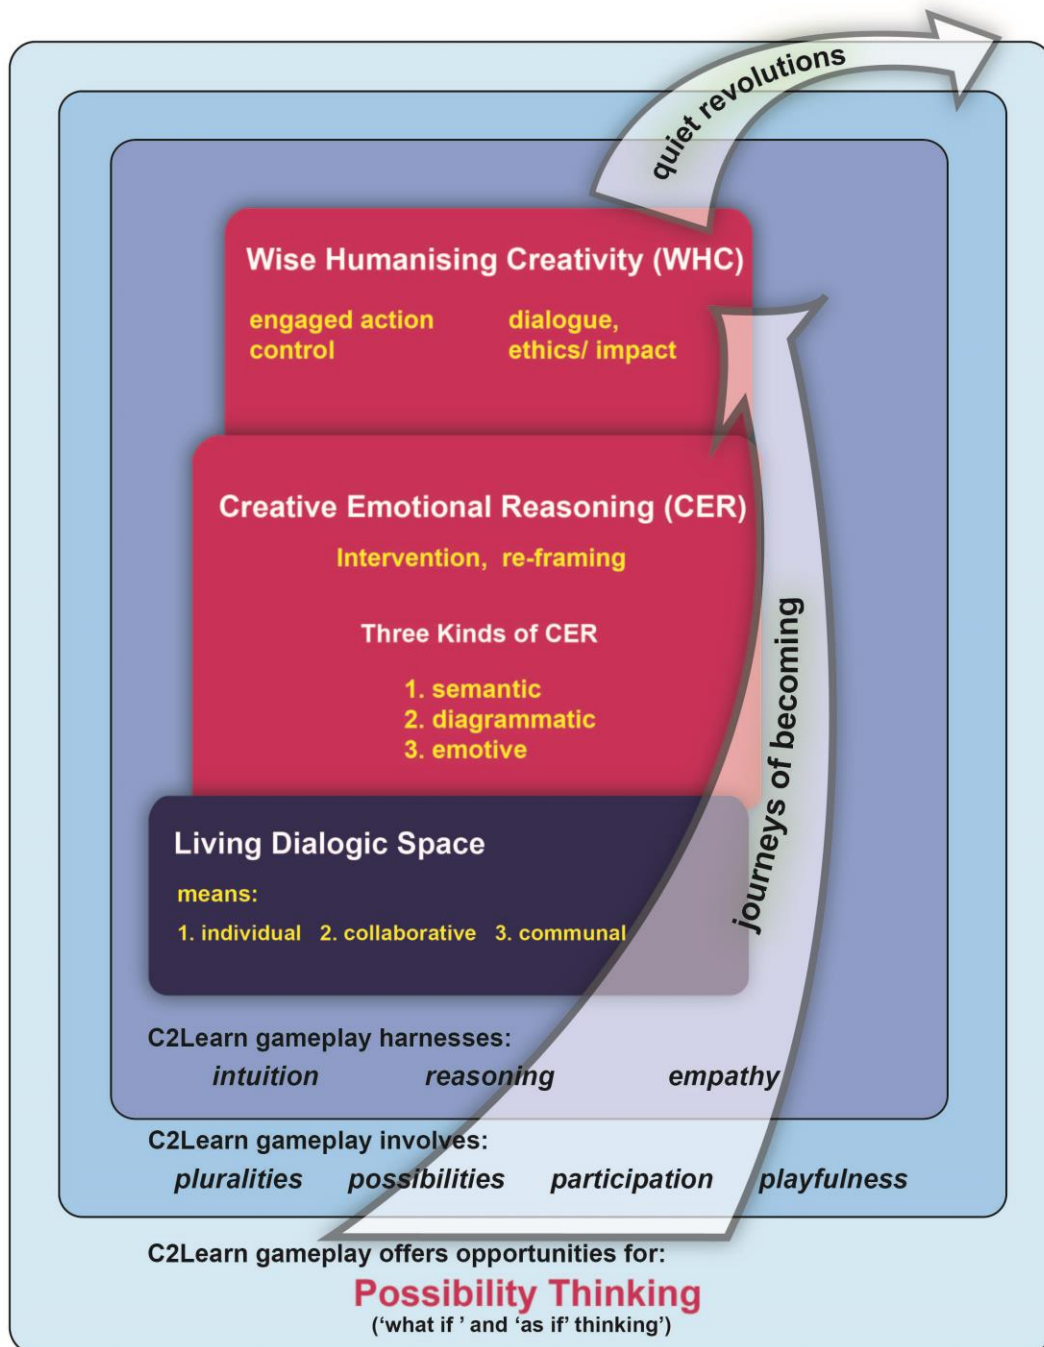 quiet revolutions
Wise Humanising Creativity (WHC)
engaged action
control
dialogue,
ethics/ impact
Creative Emotional Reasoning (CER)
Intervention, re-framing
Three Kinds of CER
1. semantic
2. diagrammatic
3. emotive
journeys of becoming
Living Dialogic Space
means:
1. individual 2. collaborative 3. communal
C2Learn gameplay harnesses:
intuition reasoning empathy
C2Learn gameplay involves:
pluralities possibilities participation playfulness
C2Learn gameplay offers opportunities for:
Possibility Thinking
(‘what if ’ and ‘as if’ thinking’)